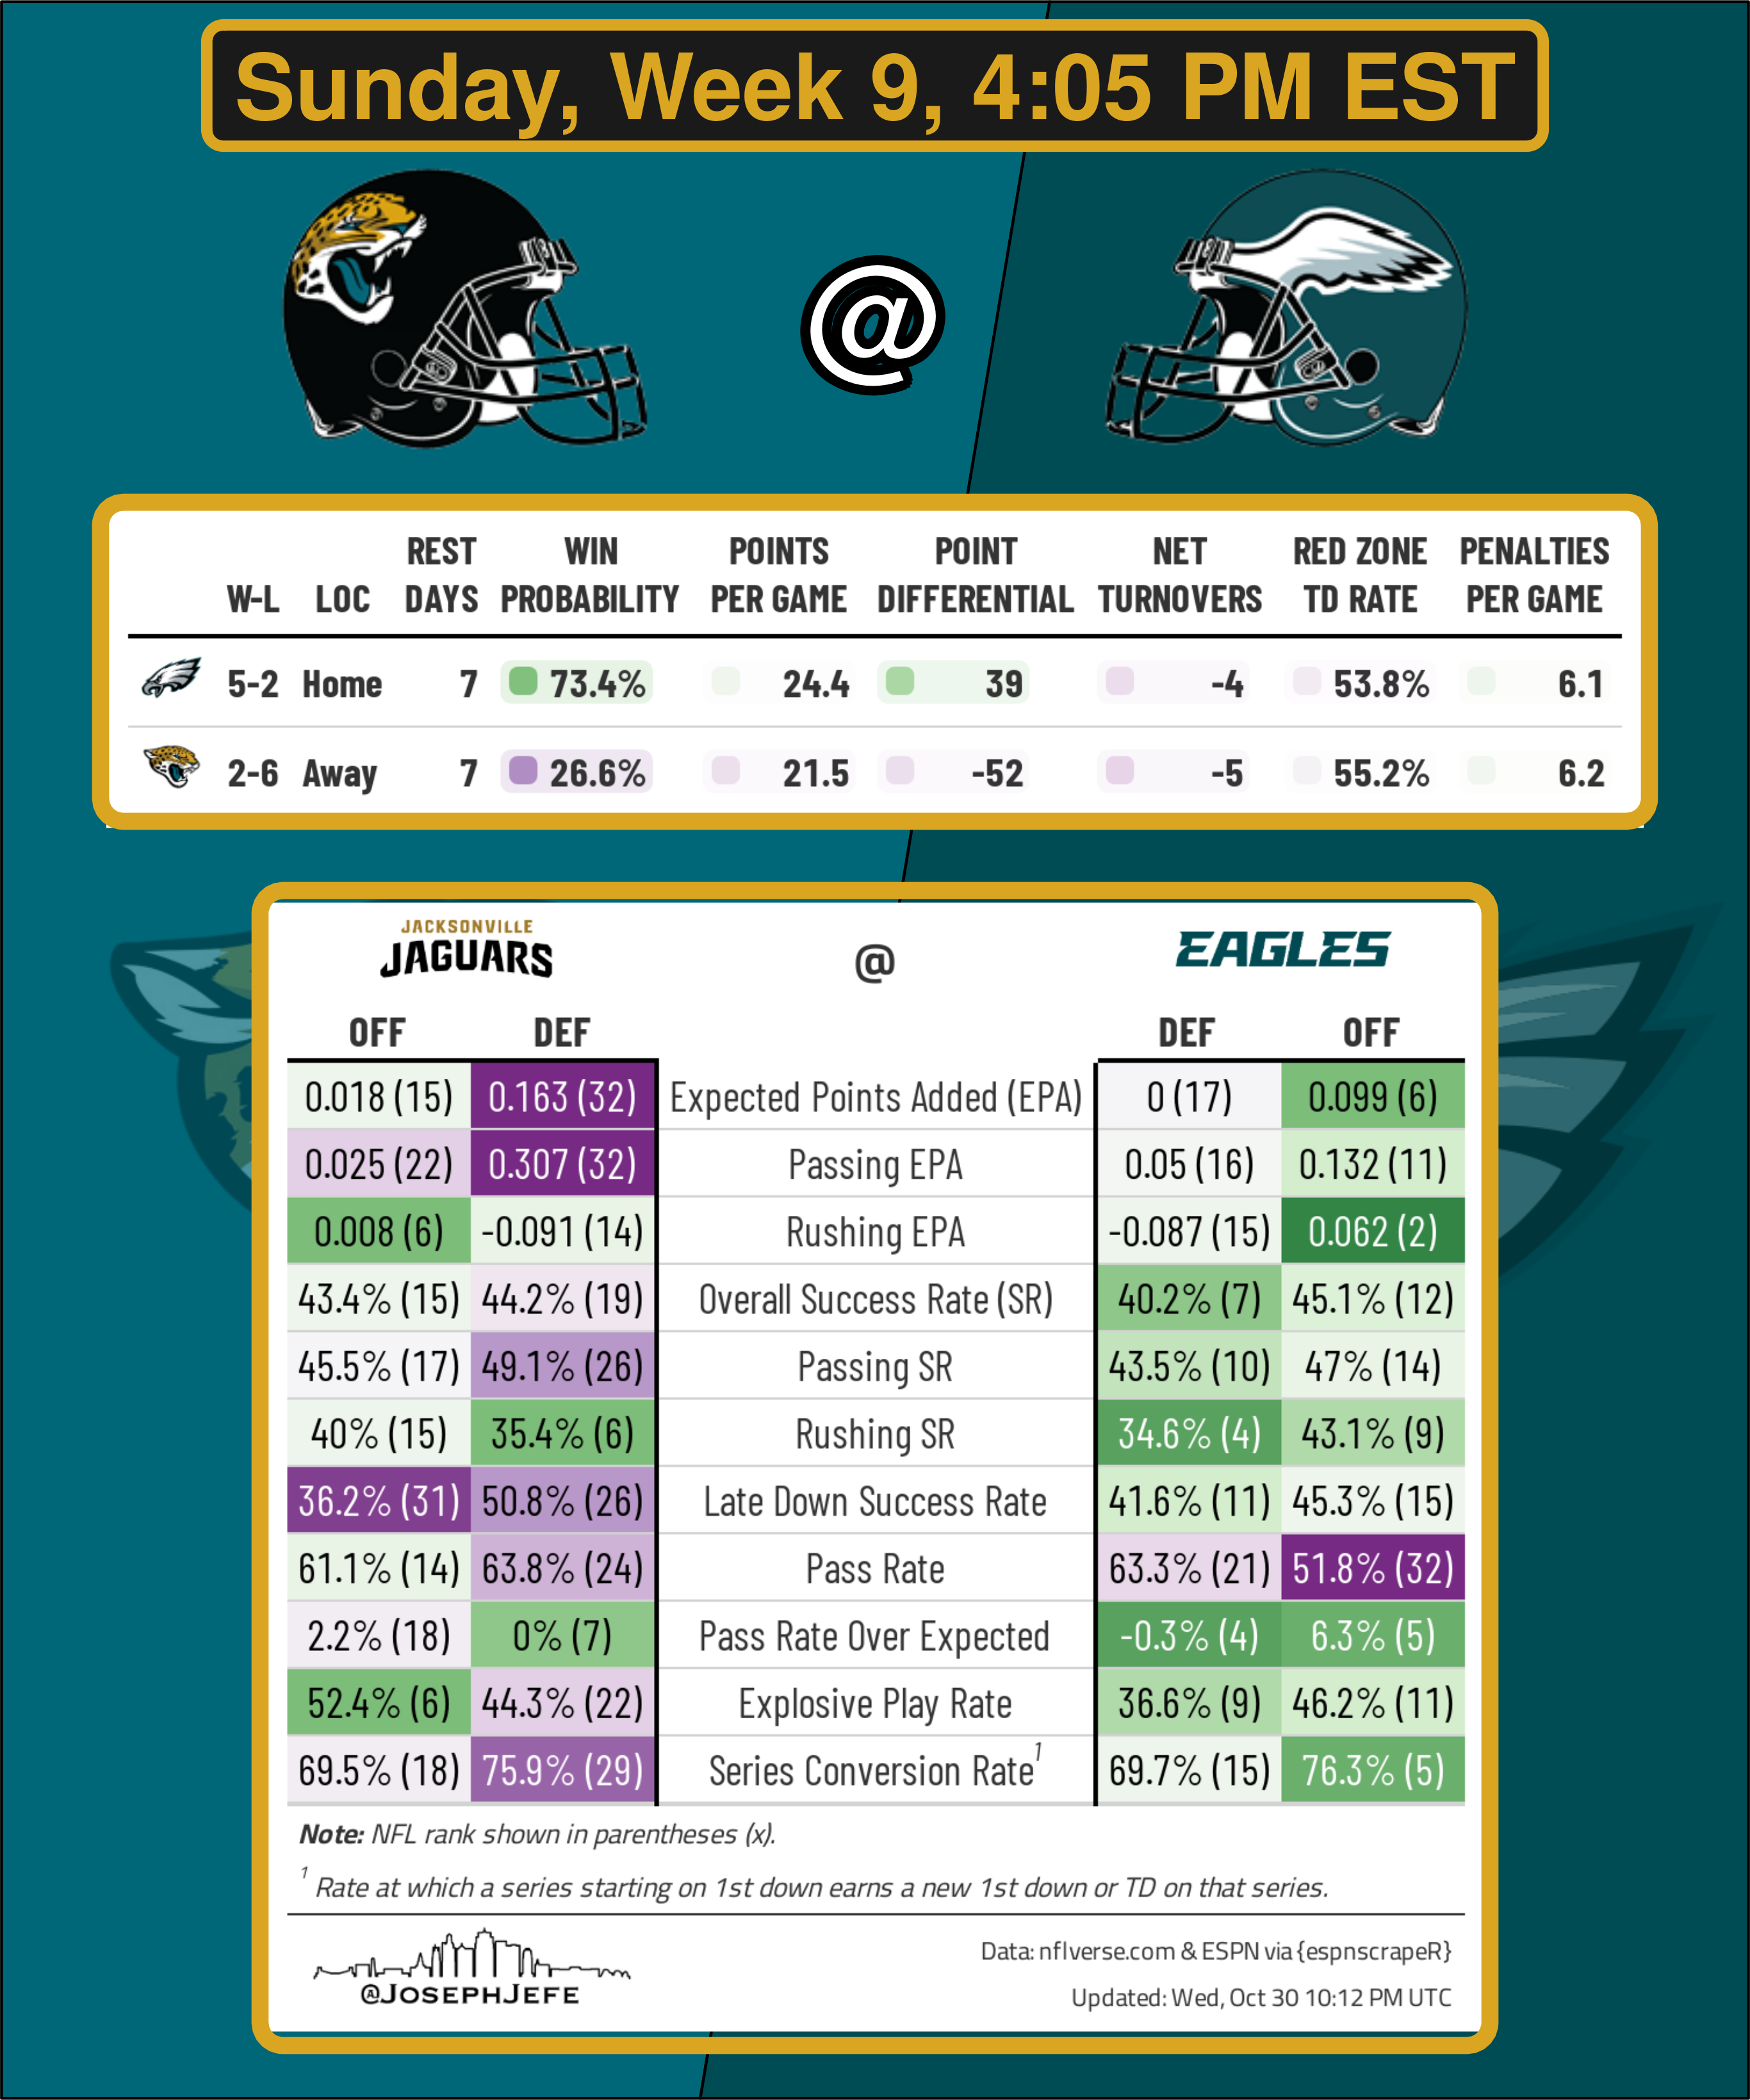 Sunday, Week 9, 4:05 PM EST
@
W-L LOC REST DAYS WIN PROBABILITY POINTS PER GAME POINT DIFFERENTIAL NET TURNOVERS RED ZONE TD RATE PENALTIES PER GAME
5-2 Home 7 73.4% 24.4 39 -4 53.8% 6.1
2-6 Away 7 26.6% 21.5 -52 -5 55.2% 6.2
JACKSONVILLE
JAGUARS @ EAGLES
OFF DEF DEF OFF
0.018 (15) 0.163 (32) Expected Points Added (EPA) 0 (17) 0.099 (6)
0.025 (22) 0.307 (32) Passing EPA 0.05 (16) 0.132 (11)
0.008 (6) -0.091 (14) Rushing EPA -0.087 (15) 0.062 (2)
43.4% (15) 44.2% (19) Overall Success Rate (SR) 40.2% (7) 45.1% (12)
45.5% (17) 49.1% (26) Passing SR 43.5% (10) 47% (14)
40% (15) 35.4% (6) Rushing SR 34.6% (4) 43.1% (9)
36.2% (31) 50.8% (26) Late Down Success Rate 41.6% (11) 45.3% (15)
61.1% (14) 63.8% (24) Pass Rate 63.3% (21) 51.8% (32)
2.2% (18) 0% (7) Pass Rate Over Expected -0.3% (4) 6.3% (5)
52.4% (6) 44.3% (22) Explosive Play Rate 36.6% (9) 46.2% (11)
69.5% (18) 75.9% (29) Series Conversion Rate¹ 69.7% (15) 76.3% (5)
Note: NFL rank shown in parentheses (x).
¹ Rate at which a series starting on 1st down earns a new 1st down or TD on that series.
@JOSEPHJEFE
Data: nflverse.com & ESPN via {espnscrapeR}
Updated: Wed, Oct 30 10:12 PM UTC